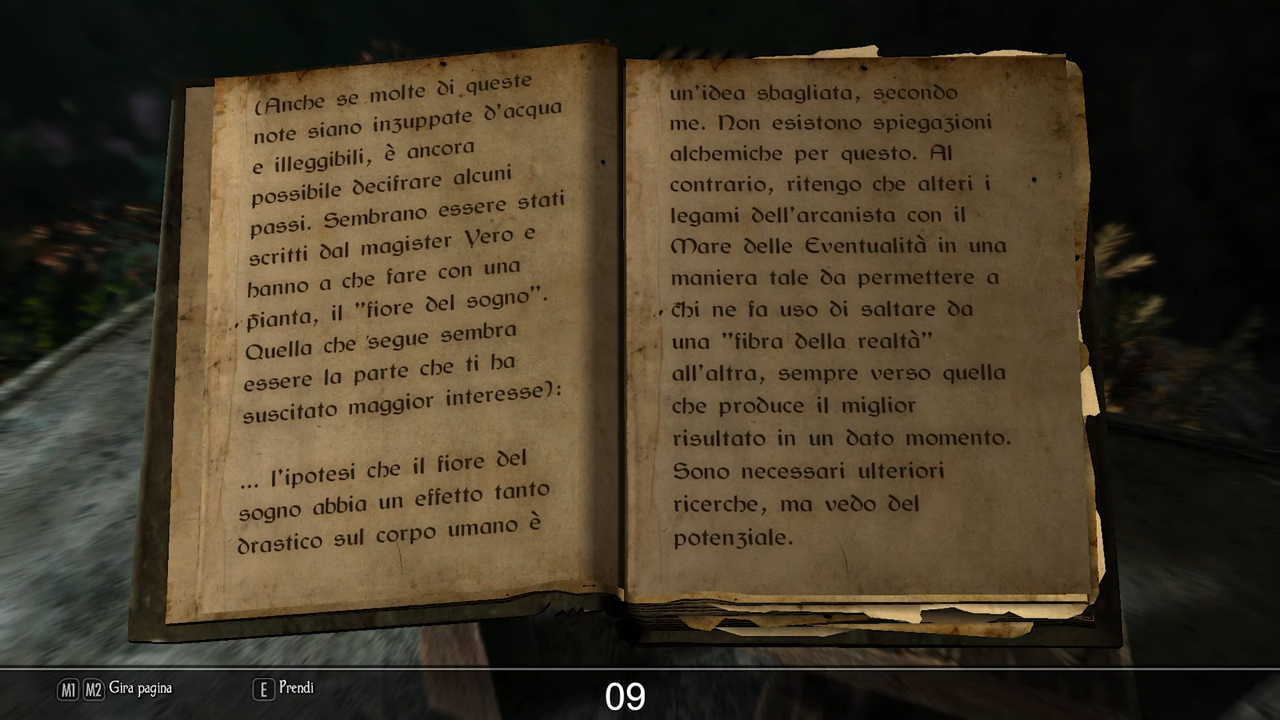 (Anche se molte di queste
note siano inzuppate d'acqua
e illeggibili, è ancora
possibile decifrare alcuni
passi. Sembrano essere stati
scritti dal magister Vero e
hanno a che fare con una
pianta, il "fiore del sogno".
Quella che segue sembra
essere la parte che ti ha
suscitato maggior interesse):

... l'ipotesi che il fiore del
sogno abbia un effetto tanto
drastico sul corpo umano è
un'idea sbagliata, secondo
me. Non esistono spiegazioni
alchemiche per questo. Al
contrario, ritengo che alteri i
legami dell'arcanista con il
Mare delle Eventualità in una
maniera tale da permettere a
chi ne fa uso di saltare da
una "fibra della realtà"
all'altra, sempre verso quella
che produce il miglior
risultato in un dato momento.
Sono necessari ulteriori
ricerche, ma vedo del
potenziale.
M1 M2 Gira pagina
E Prendi
09